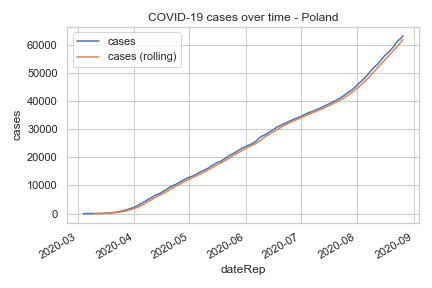 COVID-19 cases over time - Poland
cases
cases (rolling)
60000
50000
40000
30000
20000
10000
0
cases
2020-03
2020-04
2020-05
2020-06
2020-07
2020-08
2020-09
dateRep